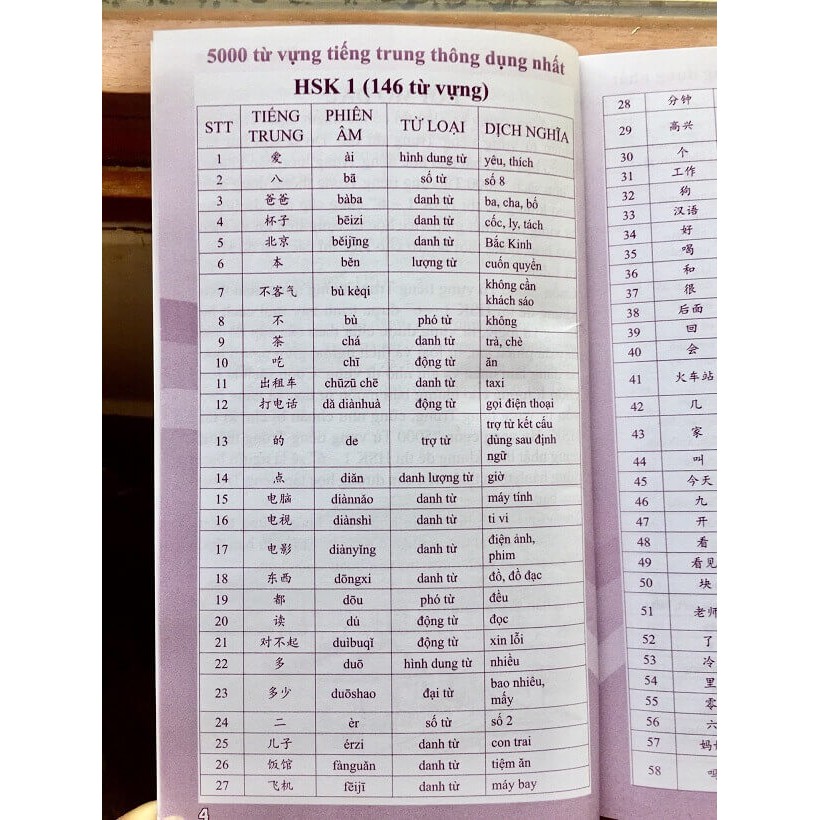 5000 từ vựng tiếng trung thông dụng nhất
HSK 1 (146 từ vựng)
STT TIẾNG TRUNG PHIÊN ÂM TỪ LOẠI DỊCH NGHĨA
1 爱 ài hình dung từ yêu, thích
2 八 bā số từ số 8
3 爸爸 bàba danh từ ba, cha, bố
4 杯子 bēizi danh từ cốc, ly, tách
5 北京 běijīng danh từ Bắc Kinh
6 本 běn lượng từ cuốn quyển
7 不客气 bù kèqi không cần khách sáo
8 不 bù phó từ không
9 茶 chá danh từ trà, chè
10 吃 chī động từ ăn
11 出租车 chūzū chē danh từ taxi
12 打电话 dǎ diànhuà động từ gọi điện thoại
13 的 de trợ từ trợ từ kết cấu dùng sau định ngữ
14 点 diǎn danh lượng từ giờ
15 电脑 diànnǎo danh từ máy tính
16 电视 diànshì danh từ ti vi
17 电影 diànyǐng danh từ điện ảnh, phim
18 东西 dōngxi danh từ đồ, đồ đạc
19 都 dōu phó từ đều
20 读 dú động từ đọc
21 对不起 duìbuqǐ động từ xin lỗi
22 多 duō hình dung từ nhiều
23 多少 duōshao đại từ bao nhiêu, mấy
24 二 èr số từ số 2
25 儿子 érzi danh từ con trai
26 饭馆 fànguǎn danh từ tiệm ăn
27 飞机 fēijī danh từ máy bay
4
28 分钟
29 高兴
30 个
31 工作
32 狗
33 汉语
34 好
35 喝
36 和
37 很
38 后面
39 回
40 会
41 火车站
42 几
43 家
44 叫
45 今天
46 九
47 开
48 看
49 看见
50 块
51 老师
52 了
53 冷
54 里
55 零
56 六
57 妈
58